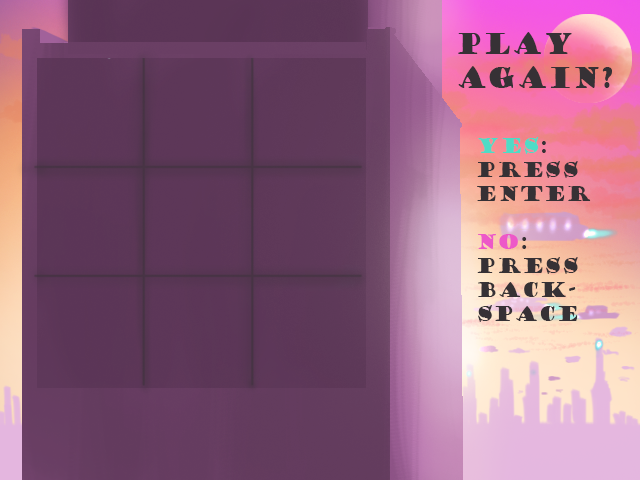 PLAY
AGAIN?
YES:
PRESS
ENTER
NO:
PRESS
BACK-
SPACE